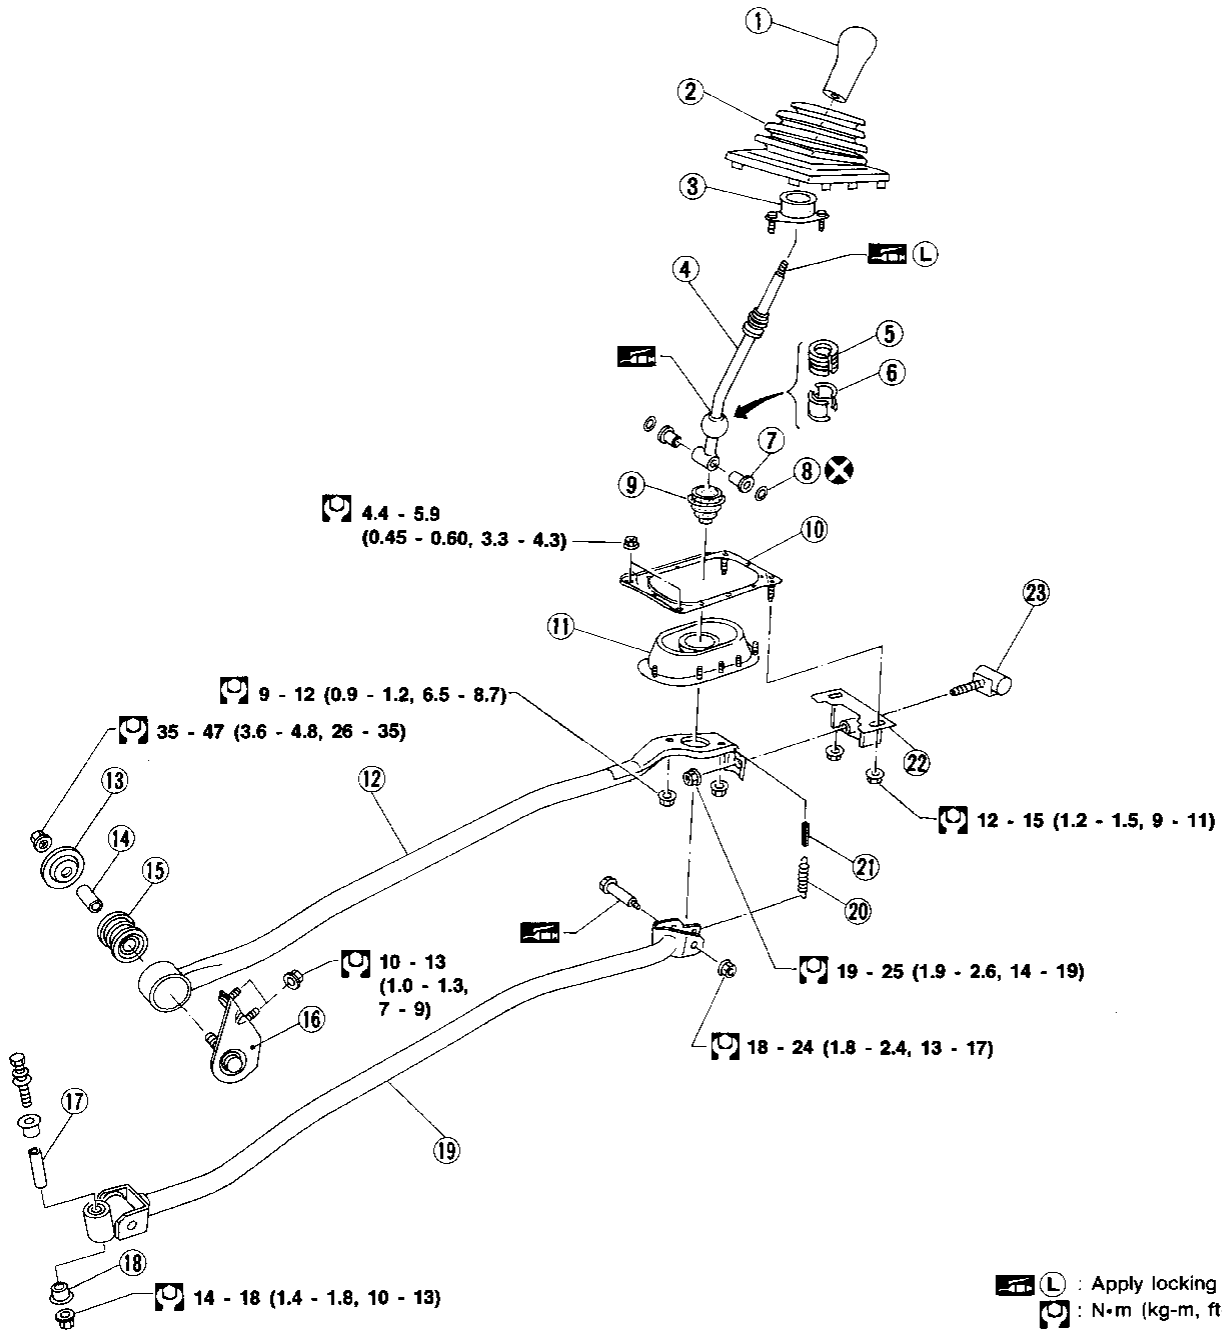 1
2
3
L
4
5
6
7
8
9
4.4 - 5.9
(0.45 - 0.60, 3.3 - 4.3)
10
23
11
9 - 12 (0.9 - 1.2, 6.5 - 8.7)
35 - 47 (3.6 - 4.8, 26 - 35)
22
13
12
12 - 15 (1.2 - 1.5, 9 - 11)
14
21
15
20
10 - 13
(1.0 - 1.3,
7 - 9)
19 - 25 (1.9 - 2.6, 14 - 19)
16
18 - 24 (1.8 - 2.4, 13 - 17)
17
19
18
14 - 18 (1.4 - 1.8, 10 - 13)
L : Apply locking
: N•m (kg-m, ft